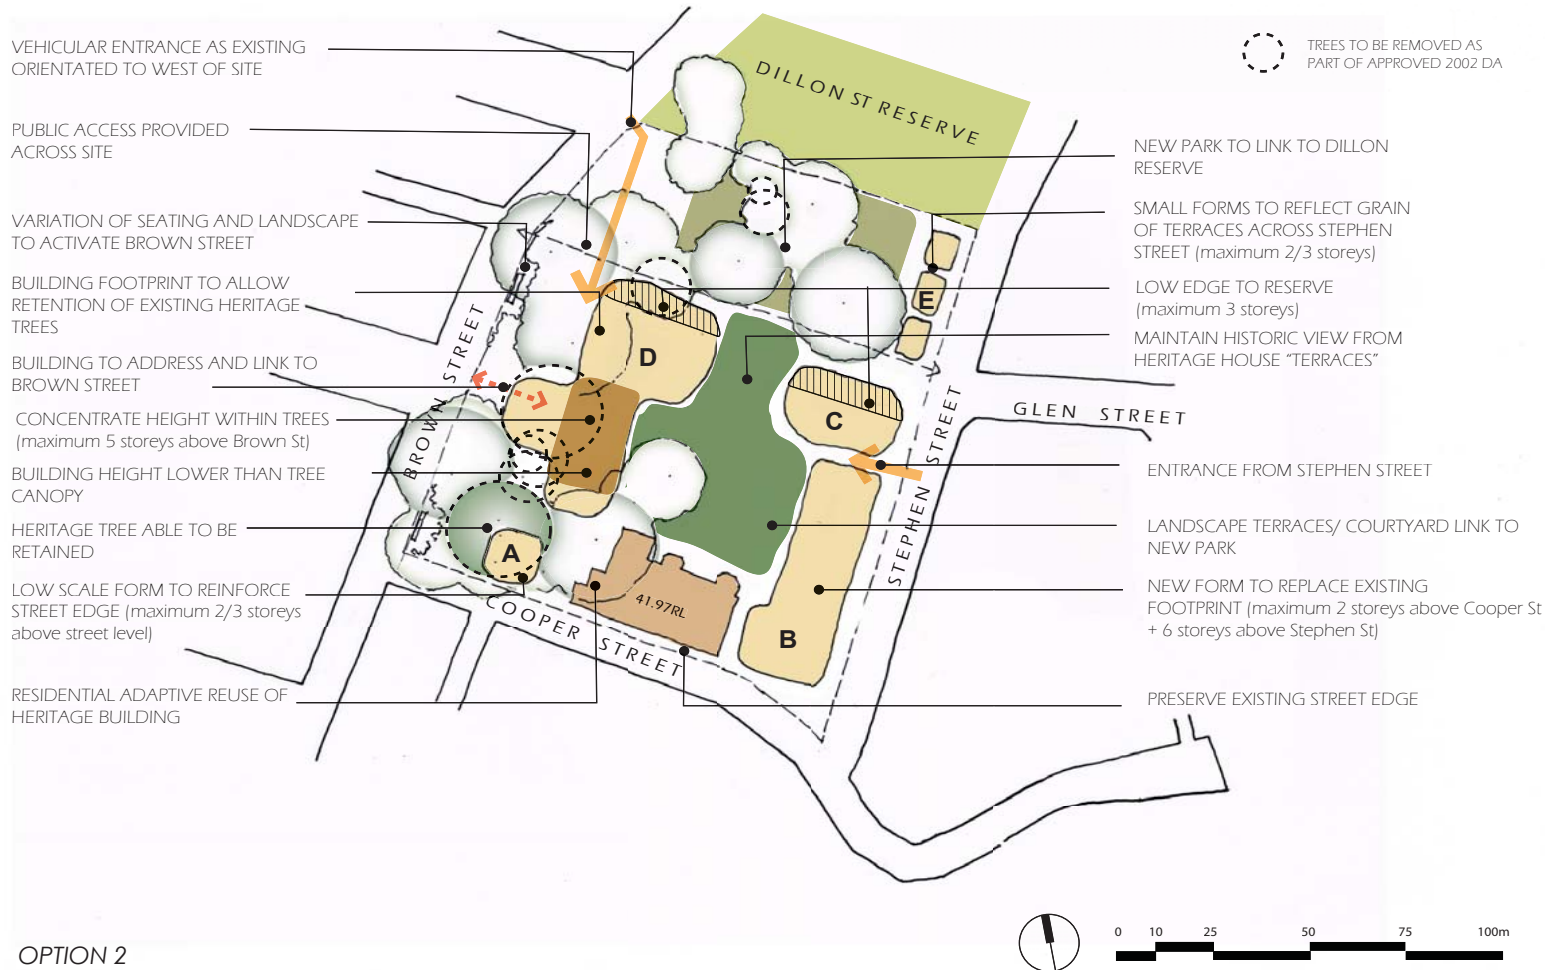 VEHICULAR ENTRANCE AS EXISTING
ORIENTATED TO WEST OF SITE
PUBLIC ACCESS PROVIDED
ACROSS SITE
VARIATION OF SEATING AND LANDSCAPE
TO ACTIVATE BROWN STREET
BUILDING FOOTPRINT TO ALLOW
RETENTION OF EXISTING HERITAGE
TREES
BUILDING TO ADDRESS AND LINK TO
BROWN STREET
CONCENTRATE HEIGHT WITHIN TREES
(maximum 5 storeys above Brown St)
BUILDING HEIGHT LOWER THAN TREE
CANOPY
HERITAGE TREE ABLE TO BE
RETAINED
LOW SCALE FORM TO REINFORCE
STREET EDGE (maximum 2/3 storeys
above street level)
RESIDENTIAL ADAPTIVE REUSE OF
HERITAGE BUILDING
OPTION 2
DILLON ST RESERVE
BROWN STREET
COOPER STREET
STEPHEN STREET
GLEN STREET
A
B
C
D
E
41.97RL
TREES TO BE REMOVED AS
PART OF APPROVED 2002 DA
NEW PARK TO LINK TO DILLON
RESERVE
SMALL FORMS TO REFLECT GRAIN
OF TERRACES ACROSS STEPHEN
STREET (maximum 2/3 storeys)
LOW EDGE TO RESERVE
(maximum 3 storeys)
MAINTAIN HISTORIC VIEW FROM
HERITAGE HOUSE “TERRACES”
ENTRANCE FROM STEPHEN STREET
LANDSCAPE TERRACES/ COURTYARD LINK TO
NEW PARK
NEW FORM TO REPLACE EXISTING
FOOTPRINT (maximum 2 storeys above Cooper St
+ 6 storeys above Stephen St)
PRESERVE EXISTING STREET EDGE
0 10 25 50 75 100m